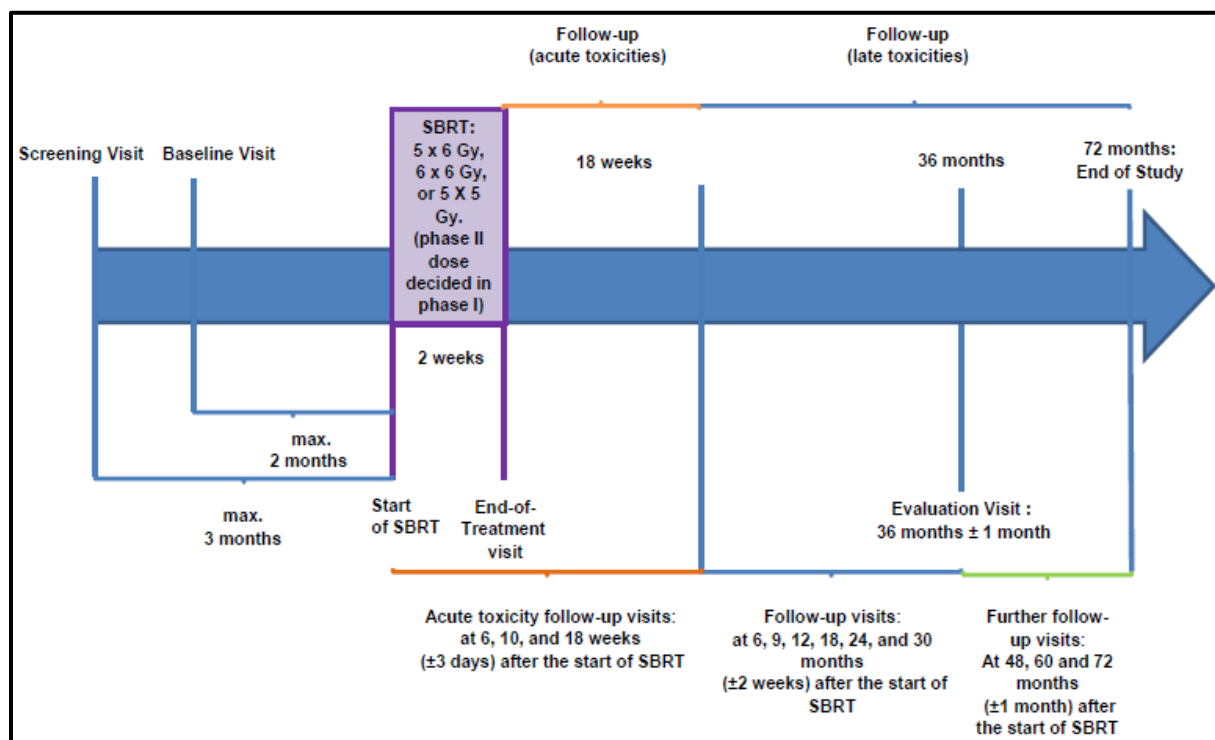 Follow-up
(acute toxicities)
Follow-up
(late toxicities)
Screening Visit
Baseline Visit
SBRT:
5 x 6 Gy,
6 x 6 Gy,
or 5 X 5
Gy.
(phase II
dose
decided in
phase I)
18 weeks
36 months
72 months:
End of Study
2 weeks
max.
2 months
max.
3 months
Start
of SBRT
End-of-
Treatment
visit
Evaluation Visit :
36 months ± 1 month
Acute toxicity follow-up visits:
at 6, 10, and 18 weeks
(±3 days) after the start of SBRT
Follow-up visits:
at 6, 9, 12, 18, 24, and 30
months
(±2 weeks) after the start of
SBRT
Further follow-
up visits:
At 48, 60 and 72
months
(±1 month) after
the start of SBRT